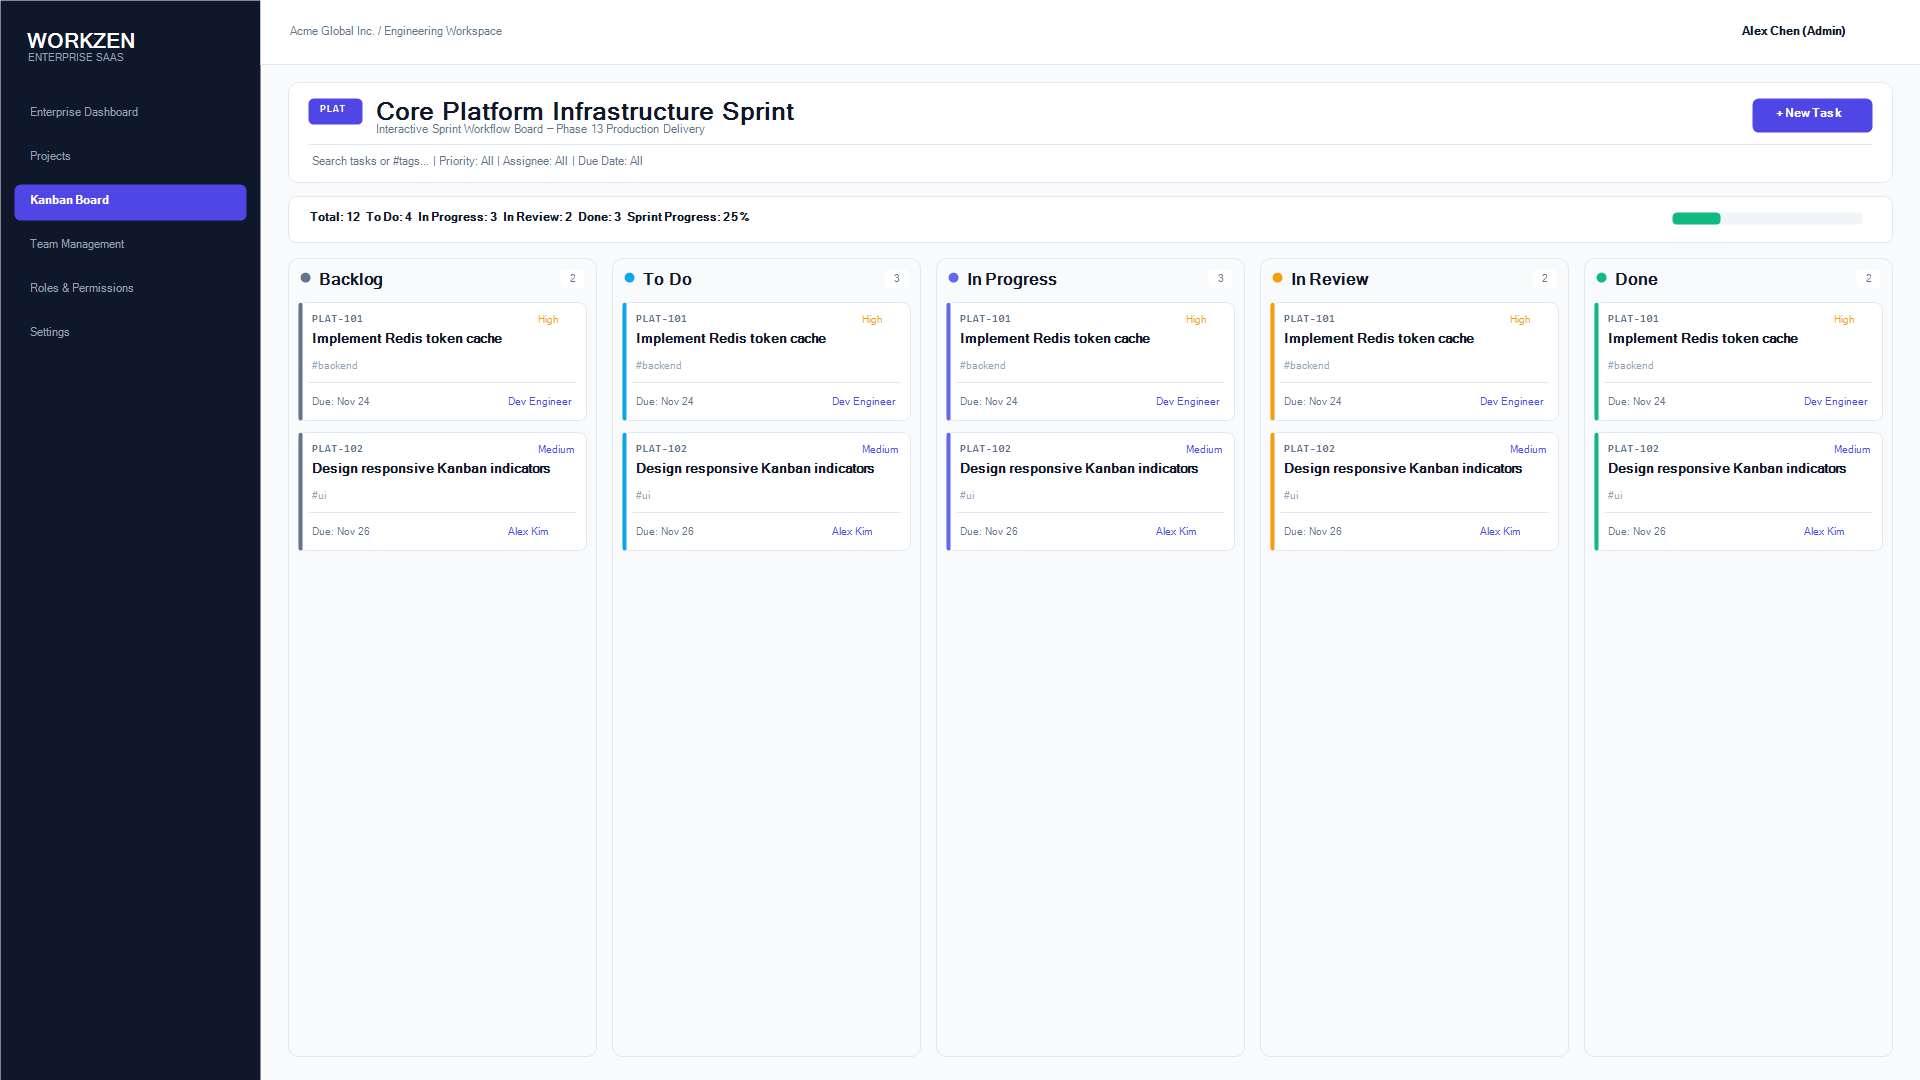 WORKZEN
ENTERPRISE SAAS
Enterprise Dashboard
Projects
Kanban Board
Team Management
Roles & Permissions
Settings
Acme Global Inc. / Engineering Workspace
Alex Chen (Admin)
PLAT
Core Platform Infrastructure Sprint
Interactive Sprint Workflow Board – Phase 13 Production Delivery
+ New Task
Search tasks or #tags... | Priority: All | Assignee: All | Due Date: All
Total: 12 To Do: 4 In Progress: 3 In Review: 2 Done: 3 Sprint Progress: 25%
Backlog 2
PLAT-101 High
Implement Redis token cache
#backend
Due: Nov 24 Dev Engineer
PLAT-102 Medium
Design responsive Kanban indicators
#ui
Due: Nov 26 Alex Kim
To Do 3
PLAT-101 High
Implement Redis token cache
#backend
Due: Nov 24 Dev Engineer
PLAT-102 Medium
Design responsive Kanban indicators
#ui
Due: Nov 26 Alex Kim
In Progress 3
PLAT-101 High
Implement Redis token cache
#backend
Due: Nov 24 Dev Engineer
PLAT-102 Medium
Design responsive Kanban indicators
#ui
Due: Nov 26 Alex Kim
In Review 2
PLAT-101 High
Implement Redis token cache
#backend
Due: Nov 24 Dev Engineer
PLAT-102 Medium
Design responsive Kanban indicators
#ui
Due: Nov 26 Alex Kim
Done 2
PLAT-101 High
Implement Redis token cache
#backend
Due: Nov 24 Dev Engineer
PLAT-102 Medium
Design responsive Kanban indicators
#ui
Due: Nov 26 Alex Kim